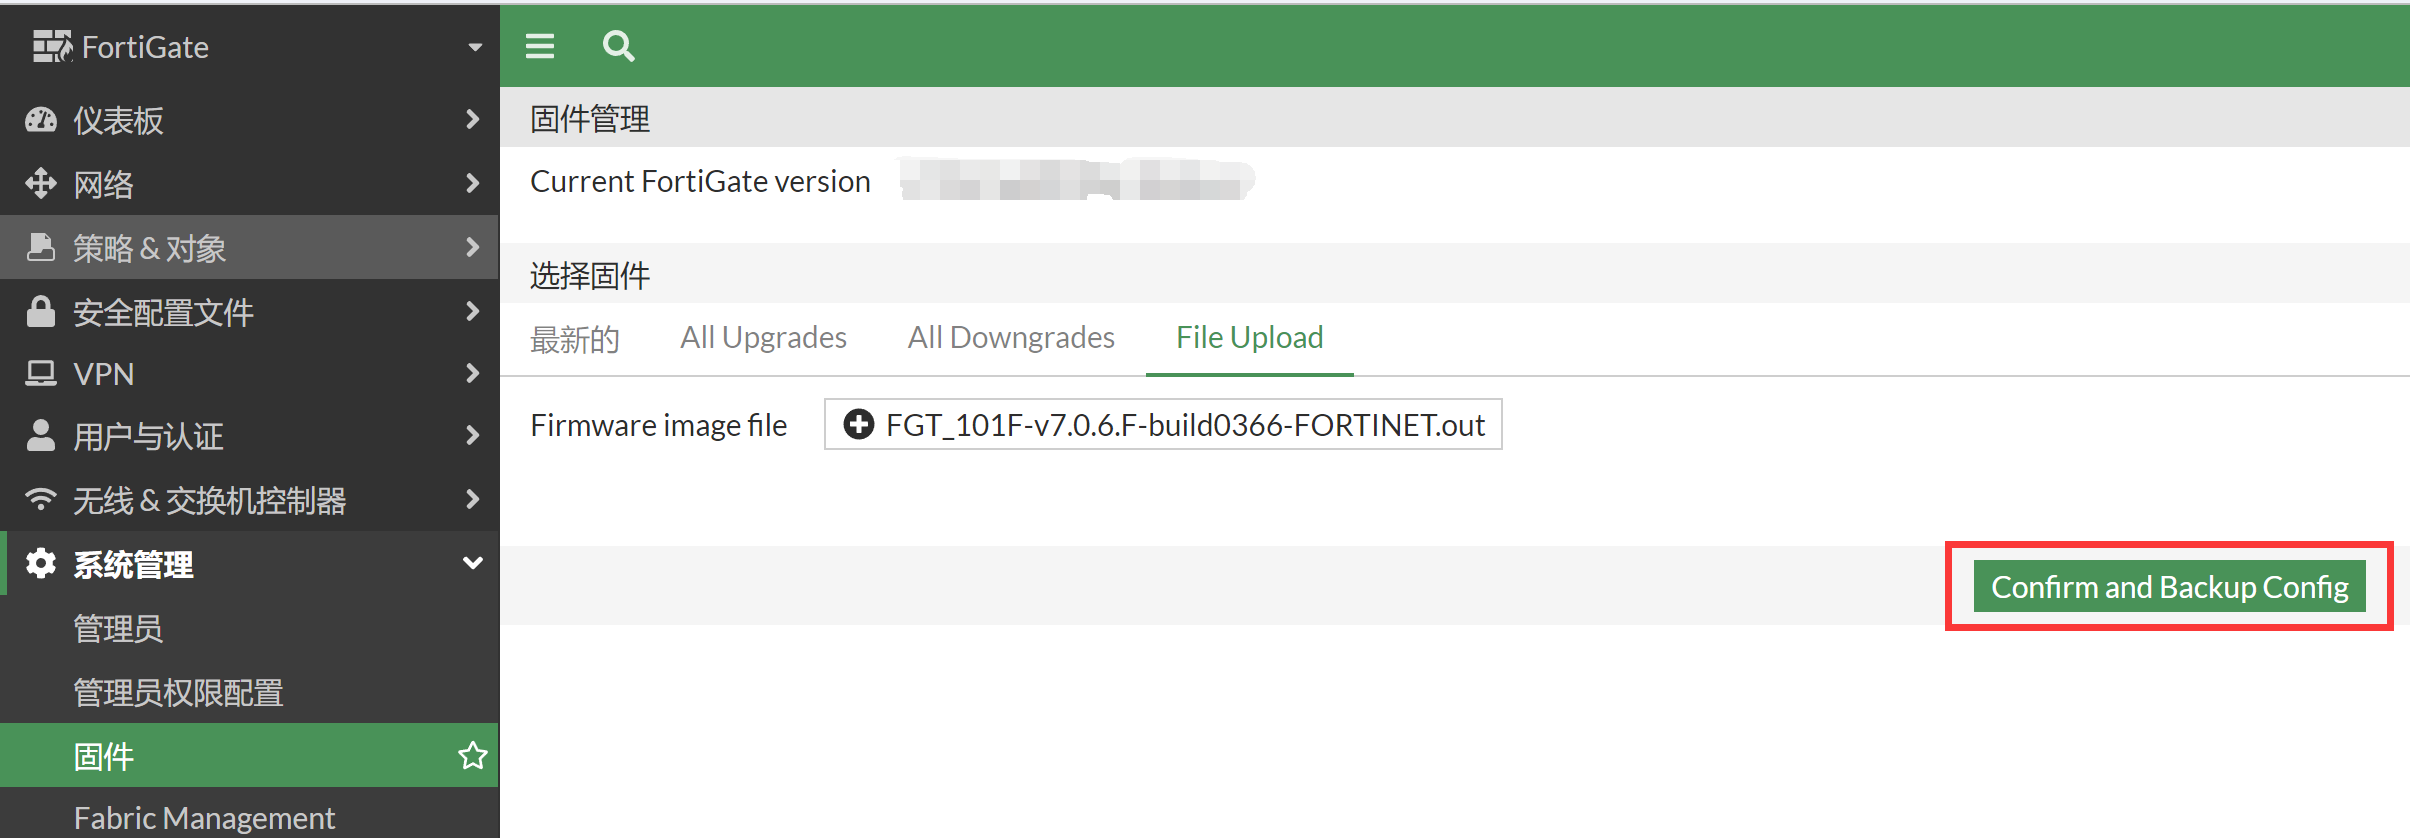 FortiGate
仪表板
网络
策略 & 对象
安全配置文件
VPN
用户与认证
无线 & 交换机控制器
系统管理
管理员
管理员权限配置
固件
Fabric Management
固件管理
Current FortiGate version
选择固件
最新的 All Upgrades All Downgrades File Upload
Firmware image file FGT_101F-v7.0.6.F-build0366-FORTINET.out
Confirm and Backup Config